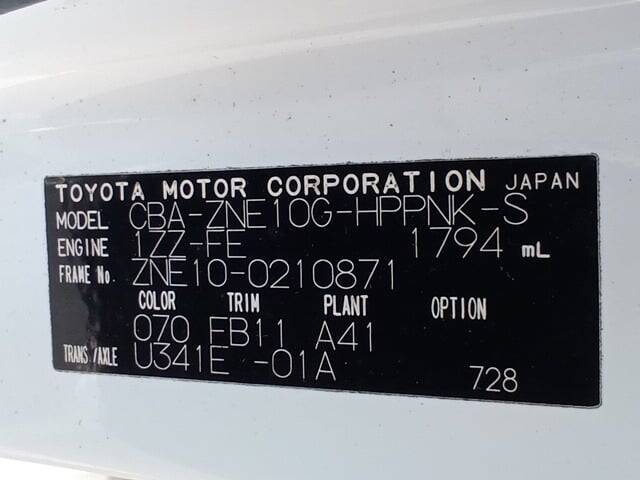 TOYOTA MOTOR CORPORATION JAPAN
MODEL CBA-ZNE10G-HPPNK-S
ENGINE 1ZZ-FE 1794 mL
FRAME No. ZNE10-0210871
COLOR TRIM PLANT OPTION
070 FB11 A41
TRANS./AXLE U341E -01A
728